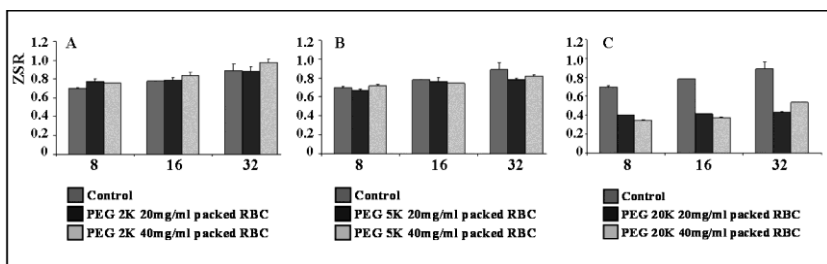 A
ZSR
1.2
1.0
0.8
0.6
0.4
0.2
0
8 16 32
Control
PEG 2K 20mg/ml packed RBC
PEG 2K 40mg/ml packed RBC
B
1.2
1.0
0.8
0.6
0.4
0.2
0
8 16 32
Control
PEG 5K 20mg/ml packed RBC
PEG 5K 40mg/ml packed RBC
C
1.2
1.0
0.8
0.6
0.4
0.2
0
8 16 32
Control
PEG 20K 20mg/ml packed RBC
PEG 20K 40mg/ml packed RBC